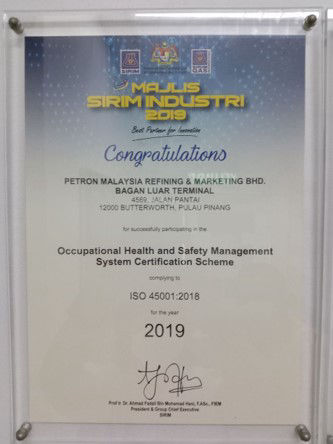 SIRIM
QAS
MAJLIS
SIRIM INDUSTRI
2019
Best Partner for Innovation
Congratulations
PETRON MALAYSIA REFINING & MARKETING BHD.
BAGAN LUAR TERMINAL
4569, JALAN PANTAI
12000 BUTTERWORTH, PULAU PINANG
for successfully participating in the
Occupational Health and Safety Management
System Certification Scheme
complying to
ISO 45001:2018
for the year
2019
Prof Ir. Dr. Ahmad Fadzil Bin Mohamad Hani, F.ASc., FIEM
President & Group Chief Executive
SIRIM